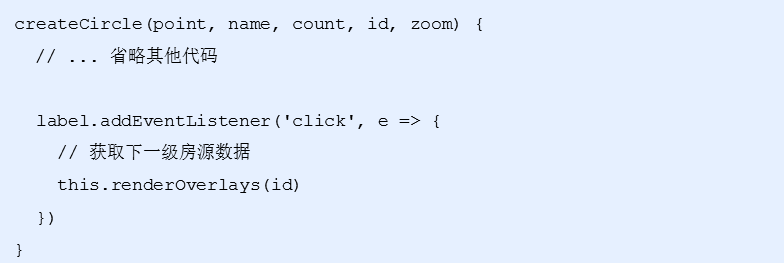 createCircle(point, name, count, id, zoom) {
  // ... 省略其他代码
  label.addEventListener('click', e => {
    // 获取下一级房源数据
    this.renderOverlays(id)
  })
}